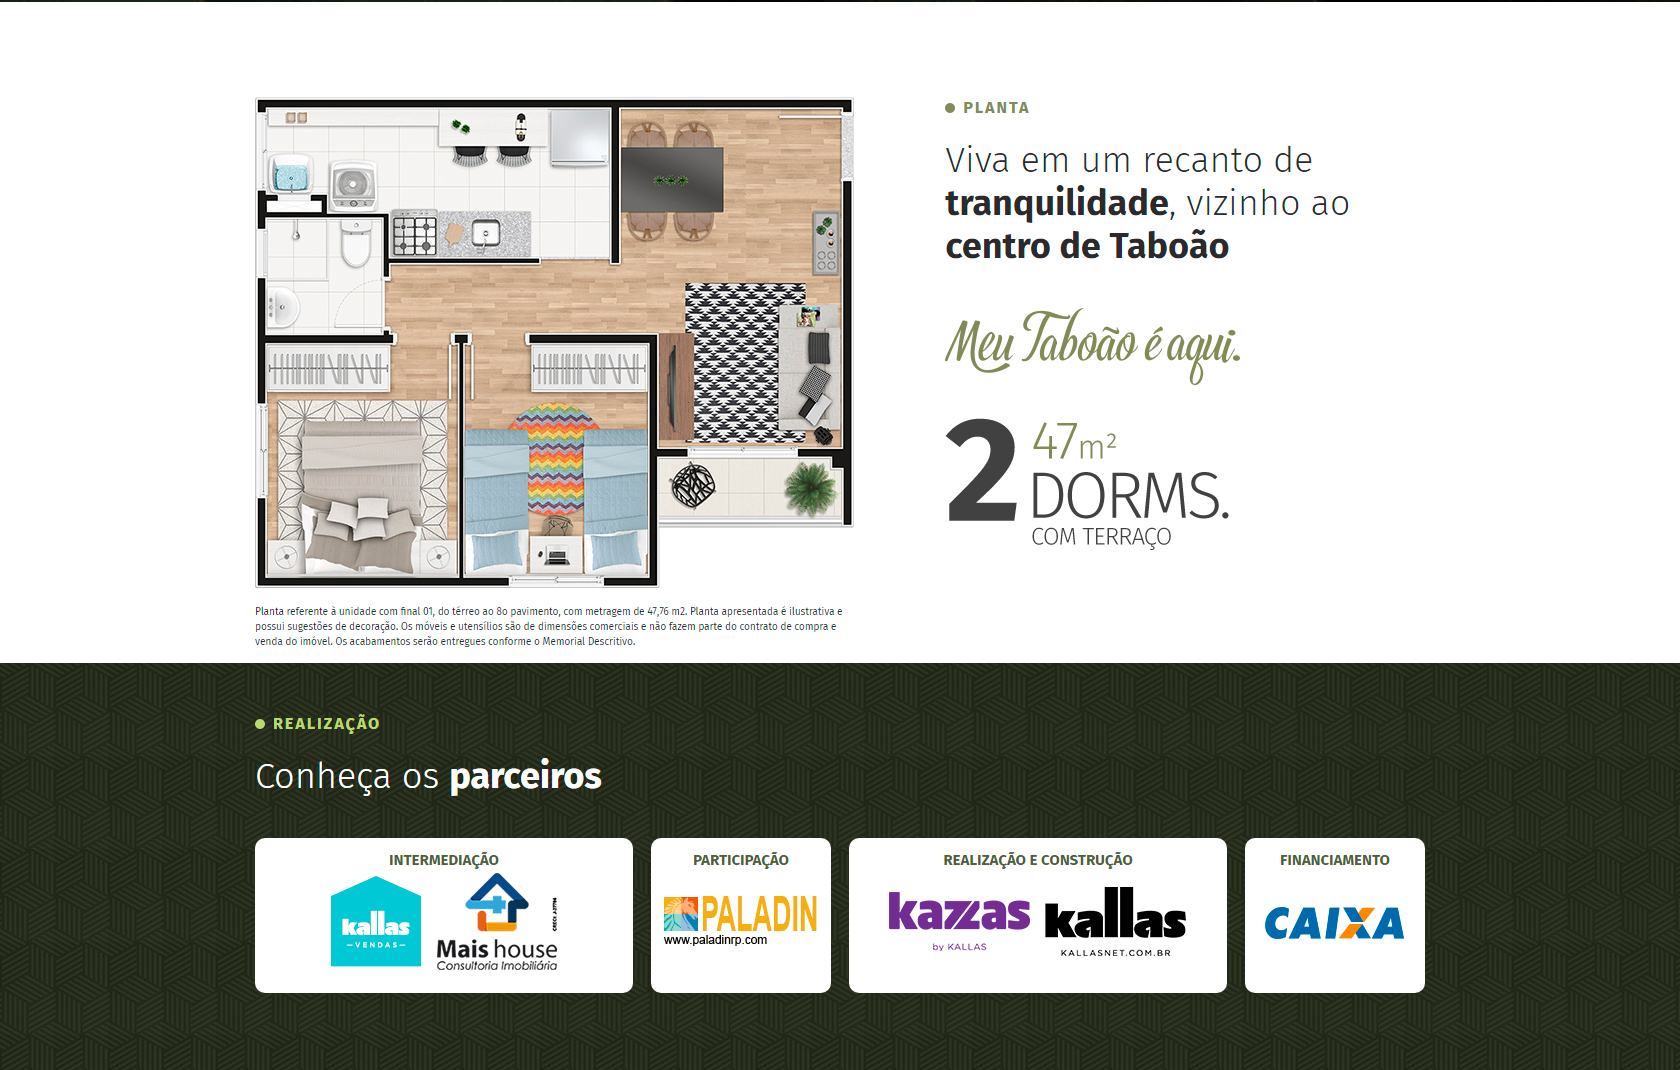 PLANTA
Viva em um recanto de
tranquilidade, vizinho ao
centro de Taboão
Meu Taboão é aqui.
2 47m²
DORMS.
COM TERRAÇO
Planta referente à unidade com final 01, do térreo ao 8o pavimento, com metragem de 47,76 m2. Planta apresentada é ilustrativa e
possui sugestões de decoração. Os móveis e utensílios são de dimensões comerciais e não fazem parte do contrato de compra e
venda do imóvel. Os acabamentos serão entregues conforme o Memorial Descritivo.
REALIZAÇÃO
Conheça os parceiros
INTERMEDIAÇÃO
kallas
VENDAS
Mais house
Consultoria Imobiliária
PARTICIPAÇÃO
PALADIN
www.paladinrp.com
REALIZAÇÃO E CONSTRUÇÃO
kazzas
by KALLAS
kallas
KALLASNET.COM.BR
FINANCIAMENTO
CAIXA